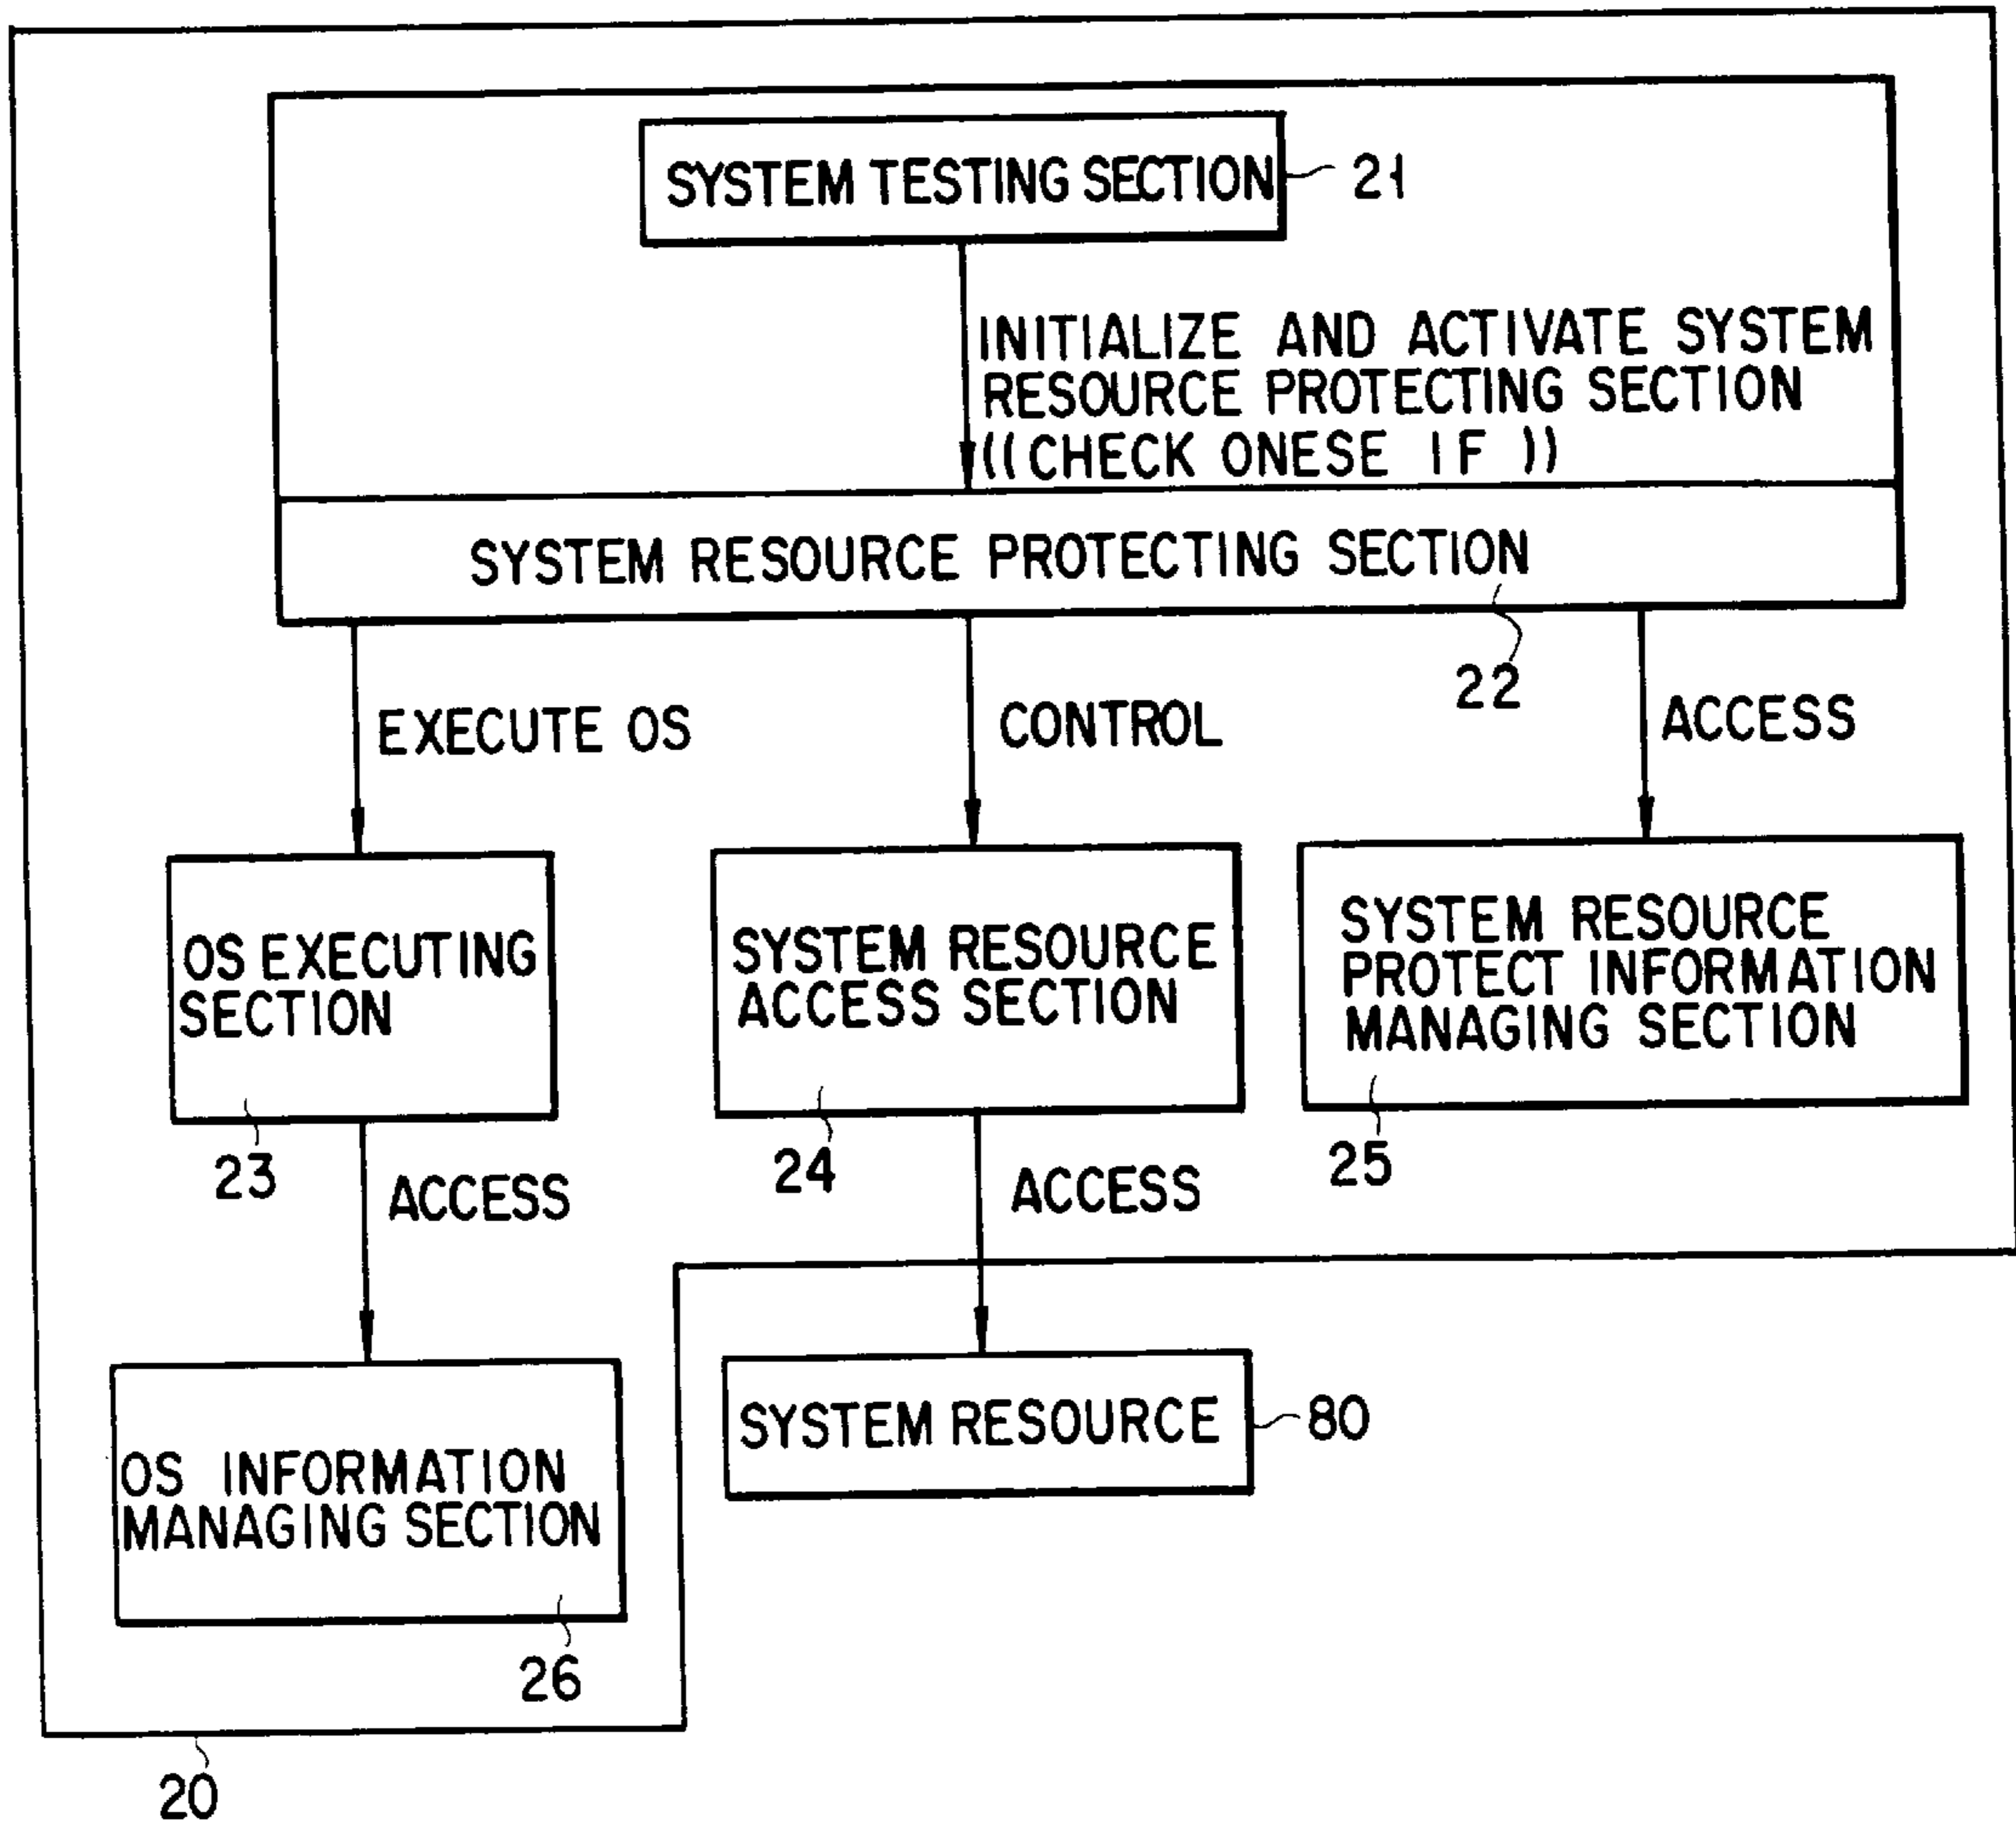 SYSTEM TESTING SECTION
21
INITIALIZE AND ACTIVATE SYSTEM
RESOURCE PROTECTING SECTION
((CHECK ONESE IF ))
SYSTEM RESOURCE PROTECTING SECTION
22
EXECUTE OS
CONTROL
ACCESS
OS EXECUTING
SECTION
23
SYSTEM RESOURCE
ACCESS SECTION
24
SYSTEM RESOURCE
PROTECT INFORMATION
MANAGING SECTION
25
ACCESS
ACCESS
OS INFORMATION
MANAGING SECTION
26
SYSTEM RESOURCE
80
20